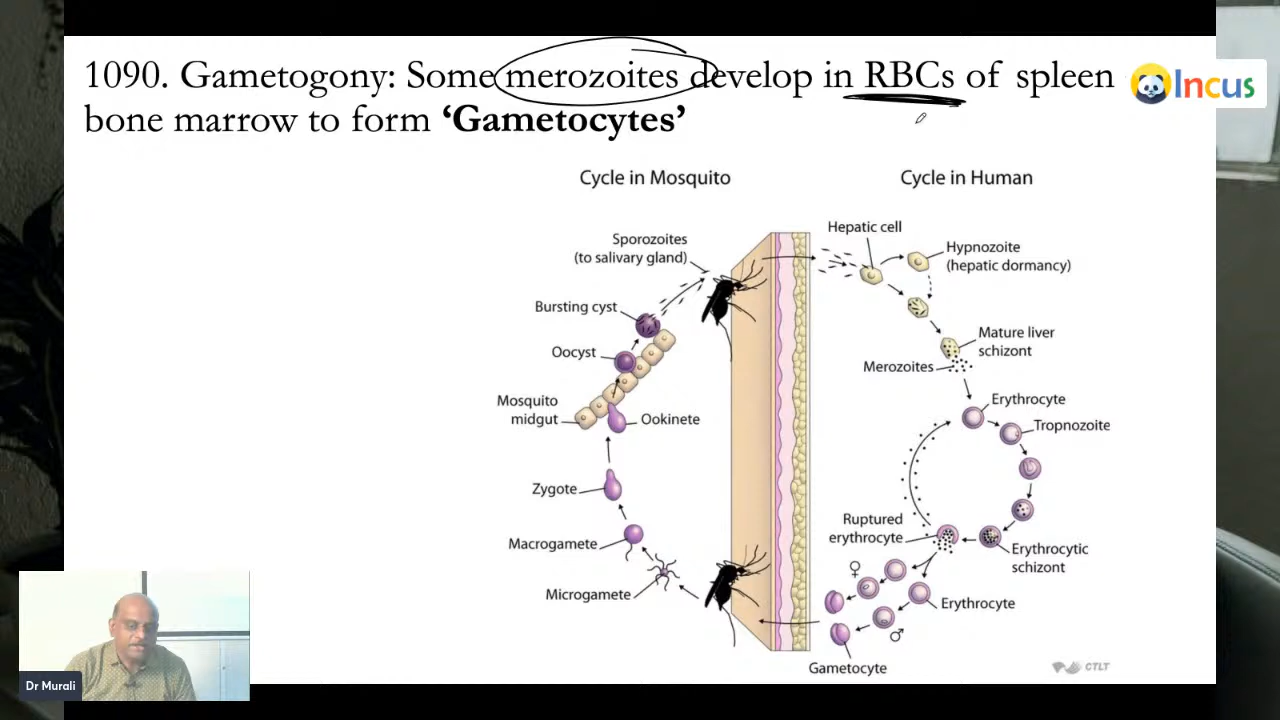 1090. Gametogony: Some merozoites develop in RBCs of spleen
bone marrow to form ‘Gametocytes’
Incus
Cycle in Mosquito
Cycle in Human
Hepatic cell
Sporozoites
(to salivary gland)
Hypnozoite
(hepatic dormancy)
Bursting cyst
Oocyst
Mature liver
schizont
Merozoites
Mosquito
midgut
Erythrocyte
Ookinete
Tropnozoite
Zygote
Ruptured
erythrocyte
Macrogamete
Erythrocytic
schizont
Microgamete
♀
Erythrocyte
♂
Gametocyte
CTLT
Dr Murali